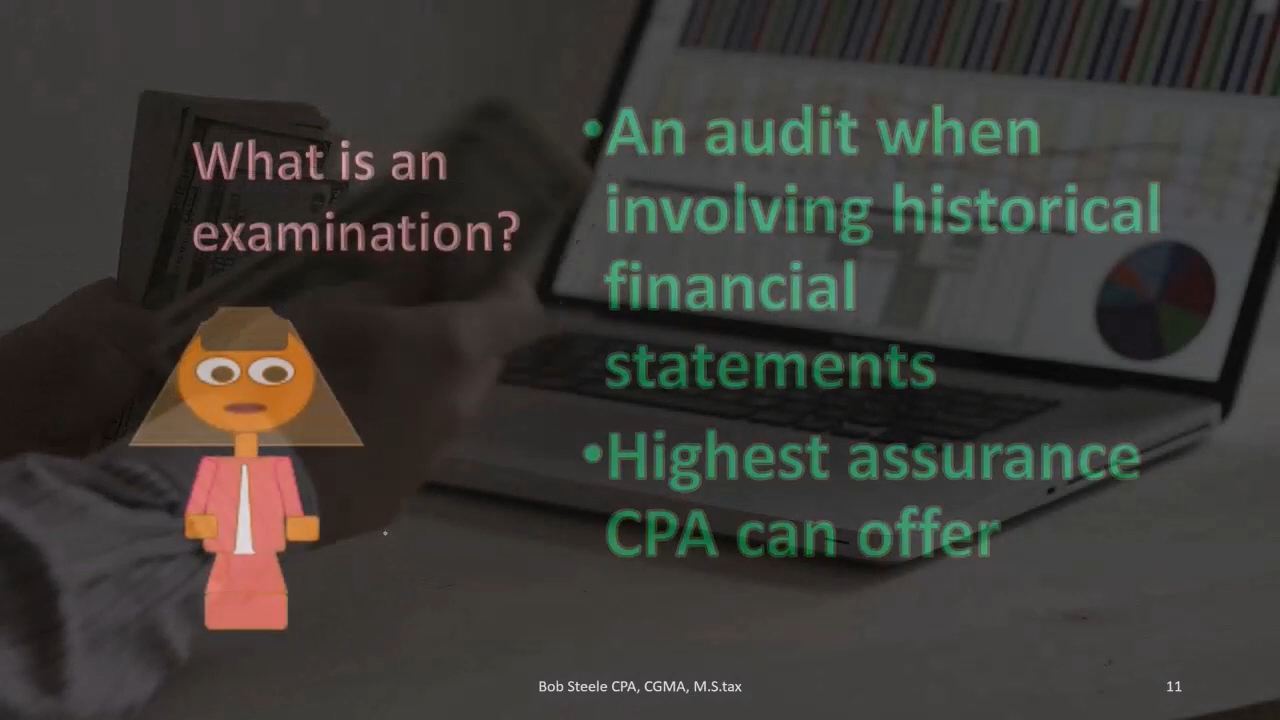 What is an
examination?
•An audit when
involving historical
financial
statements
•Highest assurance
CPA can offer
Bob Steele CPA, CGMA, M.S.tax
11